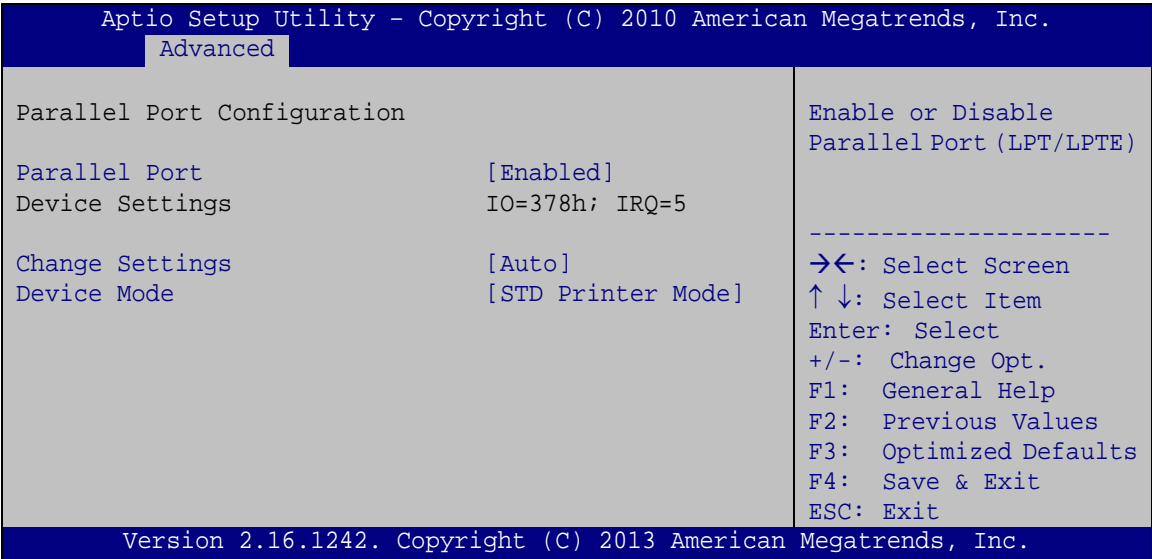 Aptio Setup Utility – Copyright (C) 2010 American Megatrends, Inc.
Advanced
Parallel Port Configuration
Parallel Port [Enabled]
Device Settings IO=378h; IRQ=5
Change Settings [Auto]
Device Mode [STD Printer Mode]
Enable or Disable
Parallel Port (LPT/LPTE)
---------------------
→←: Select Screen
↑ ↓: Select Item
Enter: Select
+/-: Change Opt.
F1: General Help
F2: Previous Values
F3: Optimized Defaults
F4: Save & Exit
ESC: Exit
Version 2.16.1242. Copyright (C) 2013 American Megatrends, Inc.